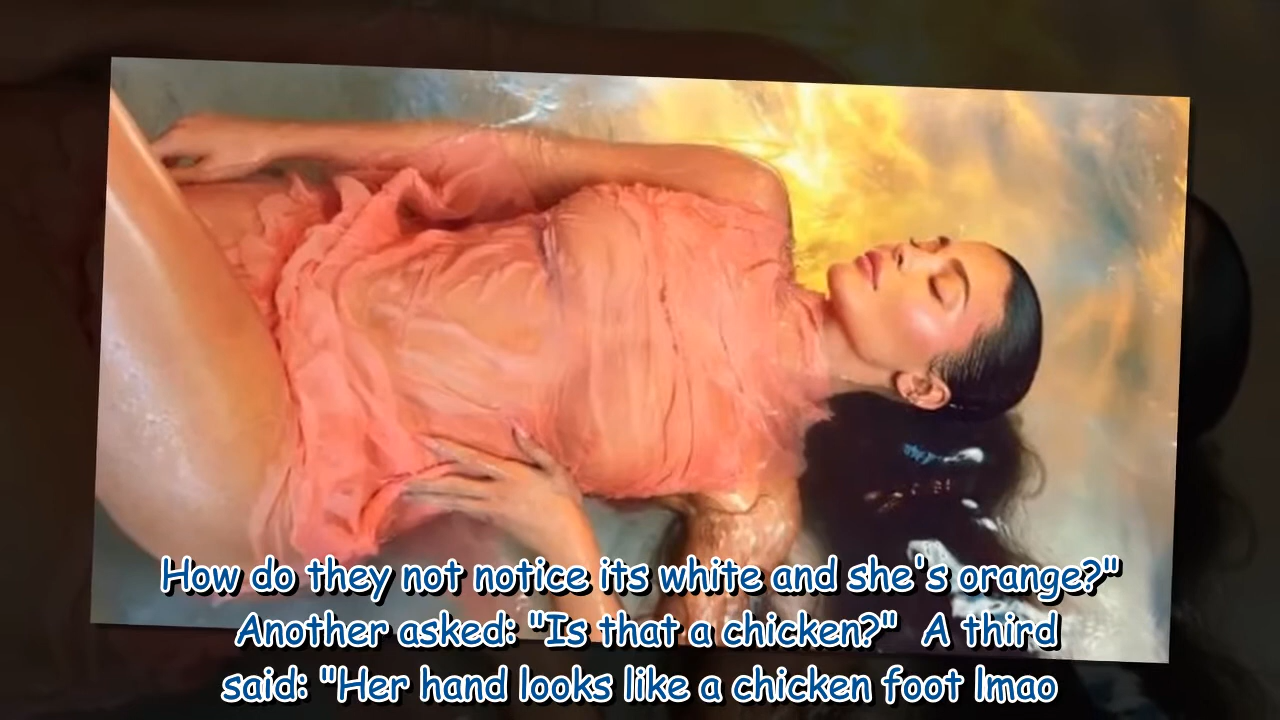 How do they not notice its white and she's orange?"
Another asked: "Is that a chicken?"  A third
said: "Her hand looks like a chicken foot lmao